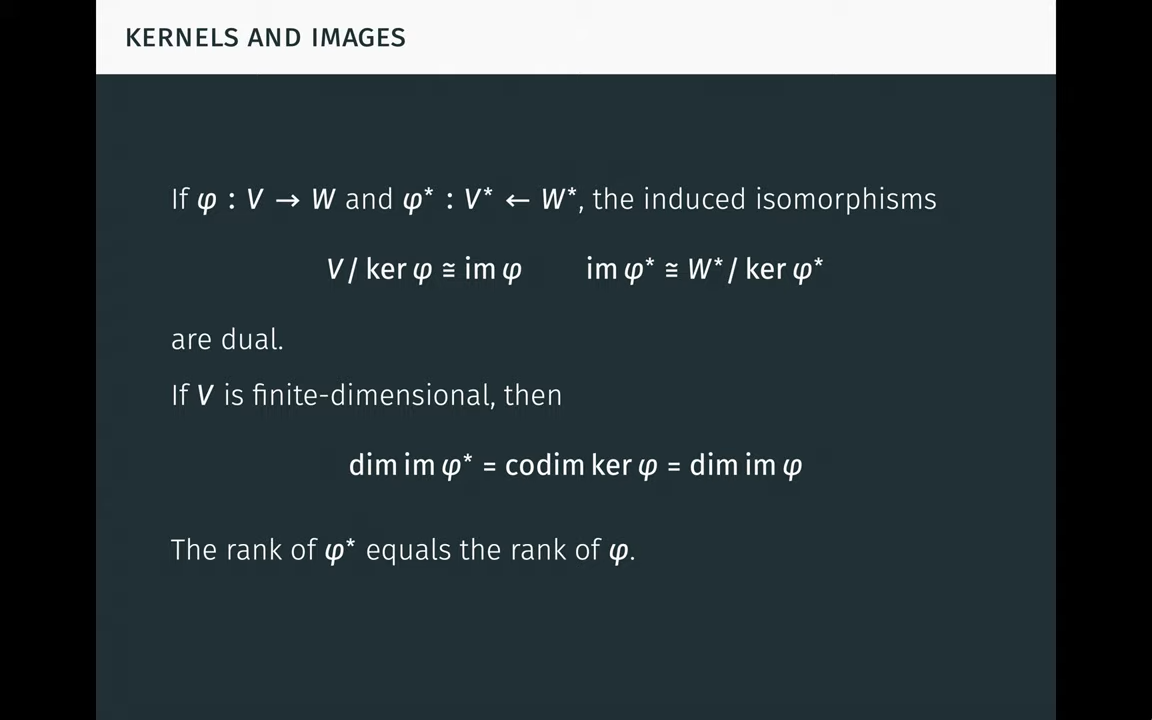 KERNELS AND IMAGES
If φ : V → W and φ* : V* ← W*, the induced isomorphisms
V / ker φ ≅ im φ im φ* ≅ W* / ker φ*
are dual.
If V is finite-dimensional, then
dim im φ* = codim ker φ = dim im φ
The rank of φ* equals the rank of φ.